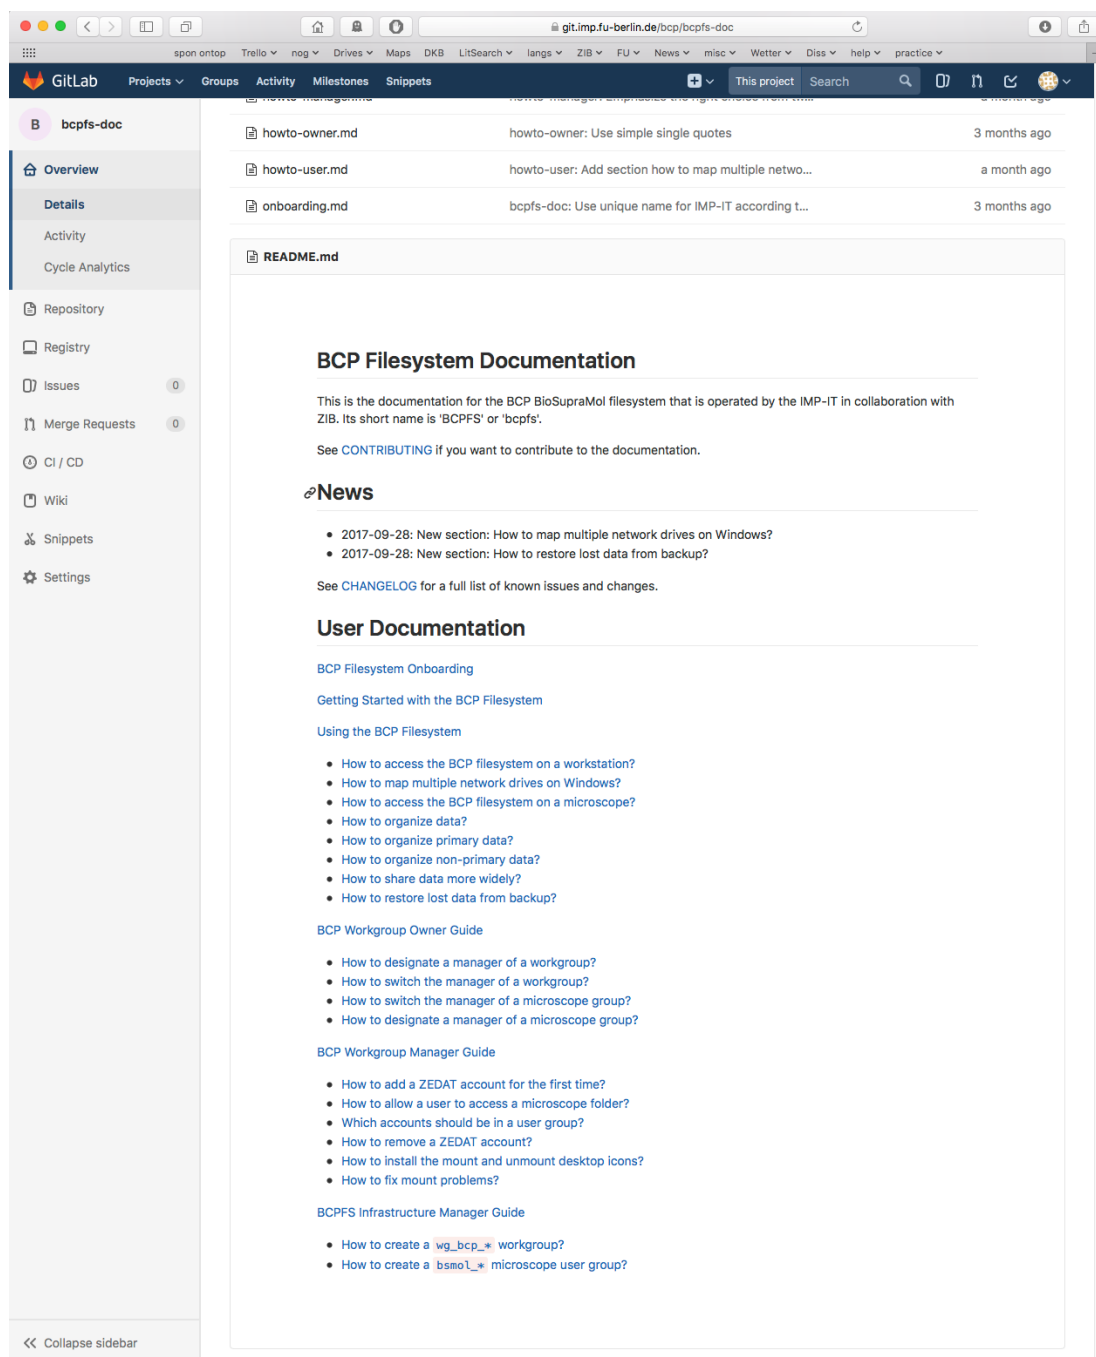 git.imp.fu-berlin.de/bcp/bcpfs-doc
spon ontop Trello nog Drives Maps DKB LitSearch langs ZIB FU News misc Wetter Diss help practice
GitLab Projects Groups Activity Milestones Snippets This project Search
B bcpfs-doc
howto-owner.md howto-owner: Use simple single quotes 3 months ago
Overview
howto-user.md howto-user: Add section how to map multiple netwo... a month ago
Details
onboarding.md bcpfs-doc: Use unique name for IMP-IT according t... 3 months ago
Activity
Cycle Analytics
Repository
Registry
Issues 0
Merge Requests 0
CI / CD
Wiki
Snippets
Settings
Collapse sidebar
README.md
BCP Filesystem Documentation
This is the documentation for the BCP BioSupraMol filesystem that is operated by the IMP-IT in collaboration with
ZIB. Its short name is 'BCPFS' or 'bcpfs'.
See CONTRIBUTING if you want to contribute to the documentation.
News
• 2017-09-28: New section: How to map multiple network drives on Windows?
• 2017-09-28: New section: How to restore lost data from backup?
See CHANGELOG for a full list of known issues and changes.
User Documentation
BCP Filesystem Onboarding
Getting Started with the BCP Filesystem
Using the BCP Filesystem
• How to access the BCP filesystem on a workstation?
• How to map multiple network drives on Windows?
• How to access the BCP filesystem on a microscope?
• How to organize data?
• How to organize primary data?
• How to organize non-primary data?
• How to share data more widely?
• How to restore lost data from backup?
BCP Workgroup Owner Guide
• How to designate a manager of a workgroup?
• How to switch the manager of a workgroup?
• How to switch the manager of a microscope group?
• How to designate a manager of a microscope group?
BCP Workgroup Manager Guide
• How to add a ZEDAT account for the first time?
• How to allow a user to access a microscope folder?
• Which accounts should be in a user group?
• How to remove a ZEDAT account?
• How to install the mount and unmount desktop icons?
• How to fix mount problems?
BCPFS Infrastructure Manager Guide
• How to create a wg_bcp_* workgroup?
• How to create a bsmol_* microscope user group?